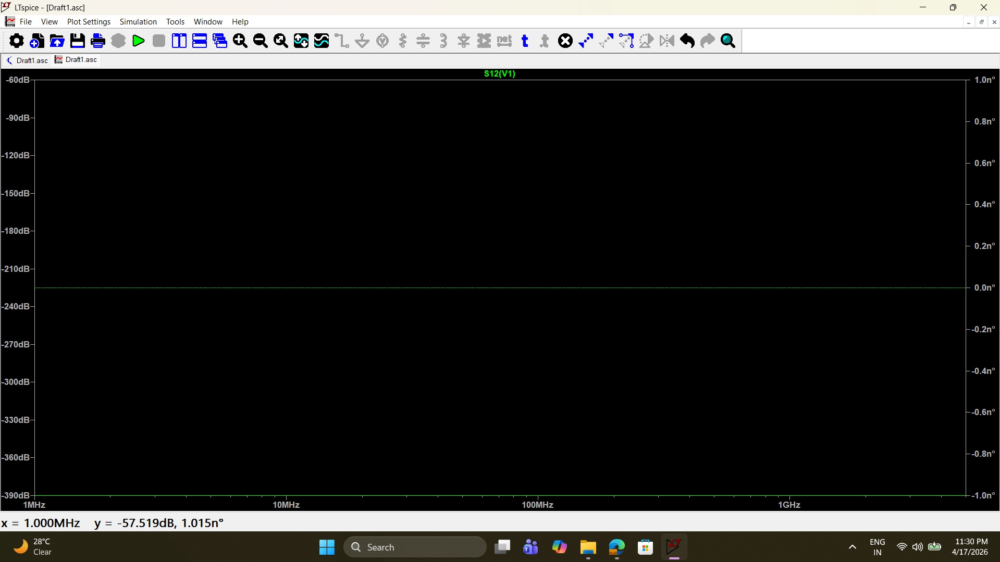 LTspice - [Draft1.asc]
File View Plot Settings Simulation Tools Window Help
net t t
Draft1.asc Draft1.asc
S12(V1)
-60dB 1.0n°
-90dB 0.8n°
-120dB 0.6n°
-150dB 0.4n°
-180dB 0.2n°
-210dB 0.0n°
-240dB -0.2n°
-270dB -0.4n°
-300dB -0.6n°
-330dB -0.8n°
-360dB -1.0n°
-390dB
1MHz 10MHz 100MHz 1GHz
x = 1.000MHz y = -57.519dB, 1.015n°
28°C
Clear
Search
ENG
IN
11:30 PM
4/17/2026